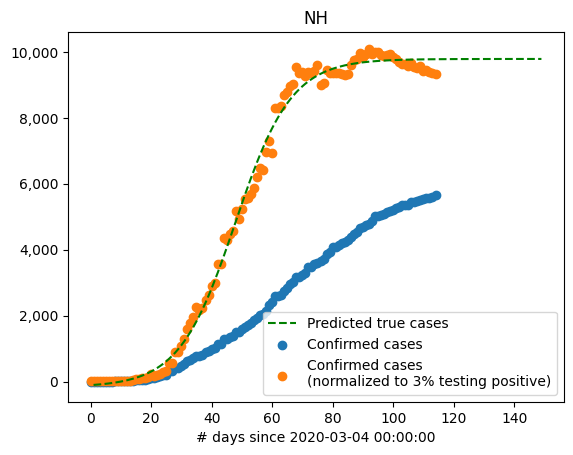 NH
10,000
8,000
6,000
4,000
2,000
0
Predicted true cases
Confirmed cases
Confirmed cases
(normalized to 3% testing positive)
0 20 40 60 80 100 120 140
# days since 2020-03-04 00:00:00